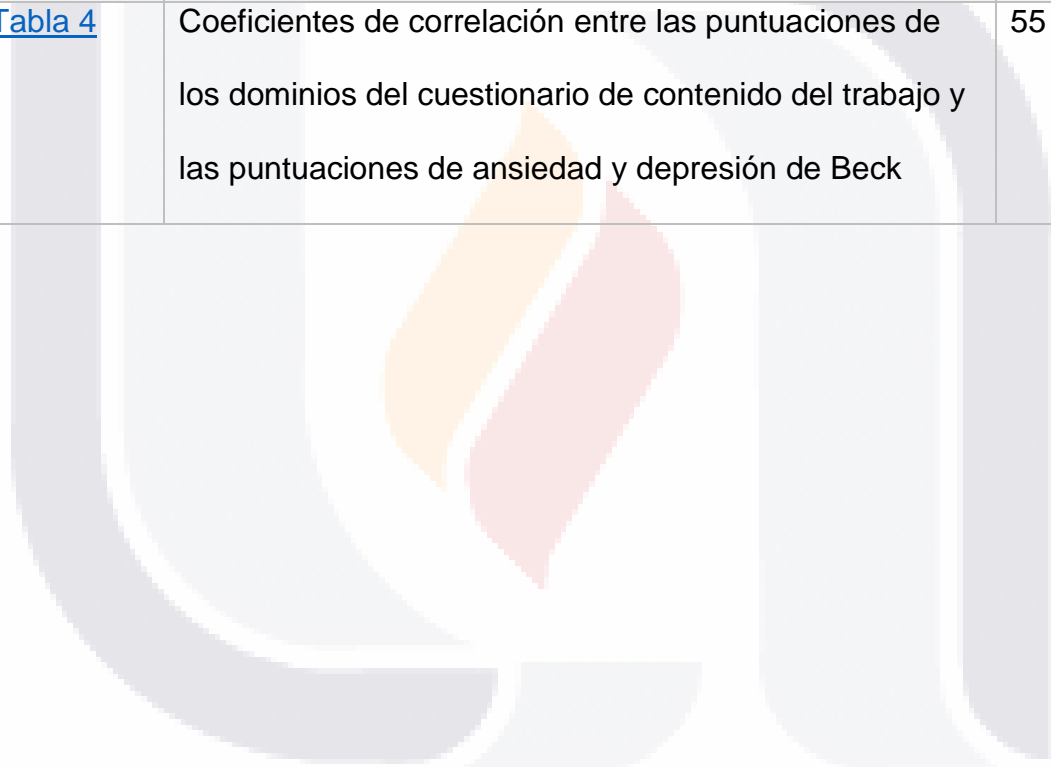 Tabla 4 Coeficientes de correlación entre las puntuaciones de 55
los dominios del cuestionario de contenido del trabajo y
las puntuaciones de ansiedad y depresión de Beck